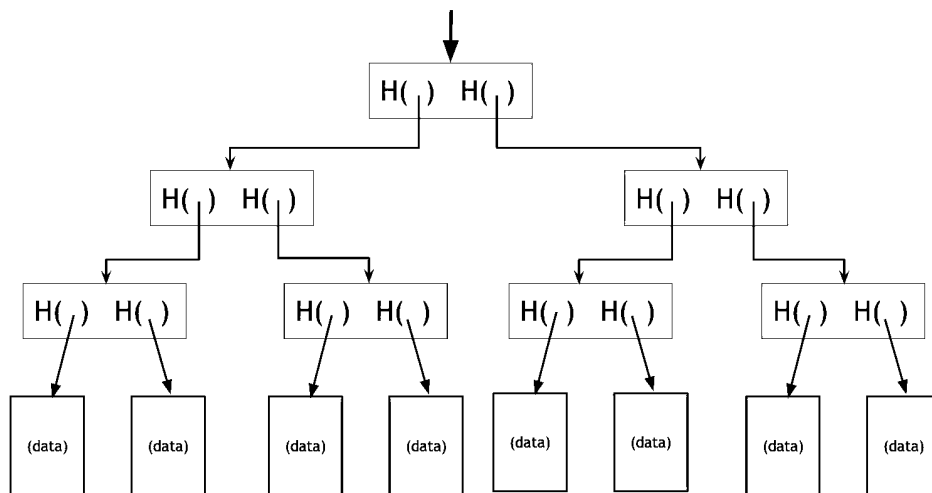 H( ) H( )
H( ) H( ) H( ) H( )
H( ) H( ) H( ) H( ) H( ) H( ) H( ) H( )
(data) (data) (data) (data) (data) (data) (data) (data)